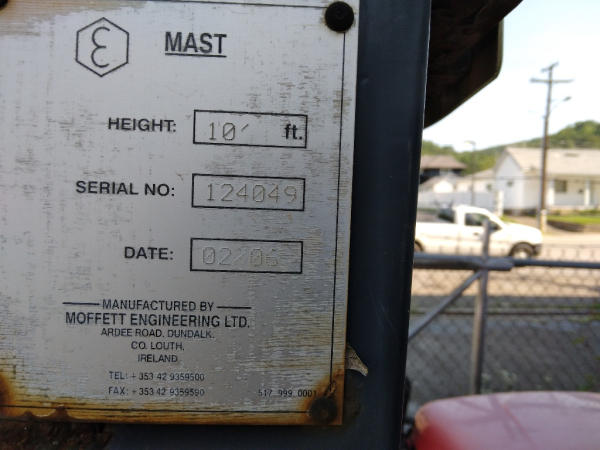 MAST
HEIGHT: 10' ft.
SERIAL NO: 124049
DATE: 02/06
MANUFACTURED BY
MOFFETT ENGINEERING LTD.
ARDEE ROAD, DUNDALK.
CO. LOUTH,
IRELAND
TEL: + 353 42 9359500
FAX: + 353 42 9359590
517 999 0001